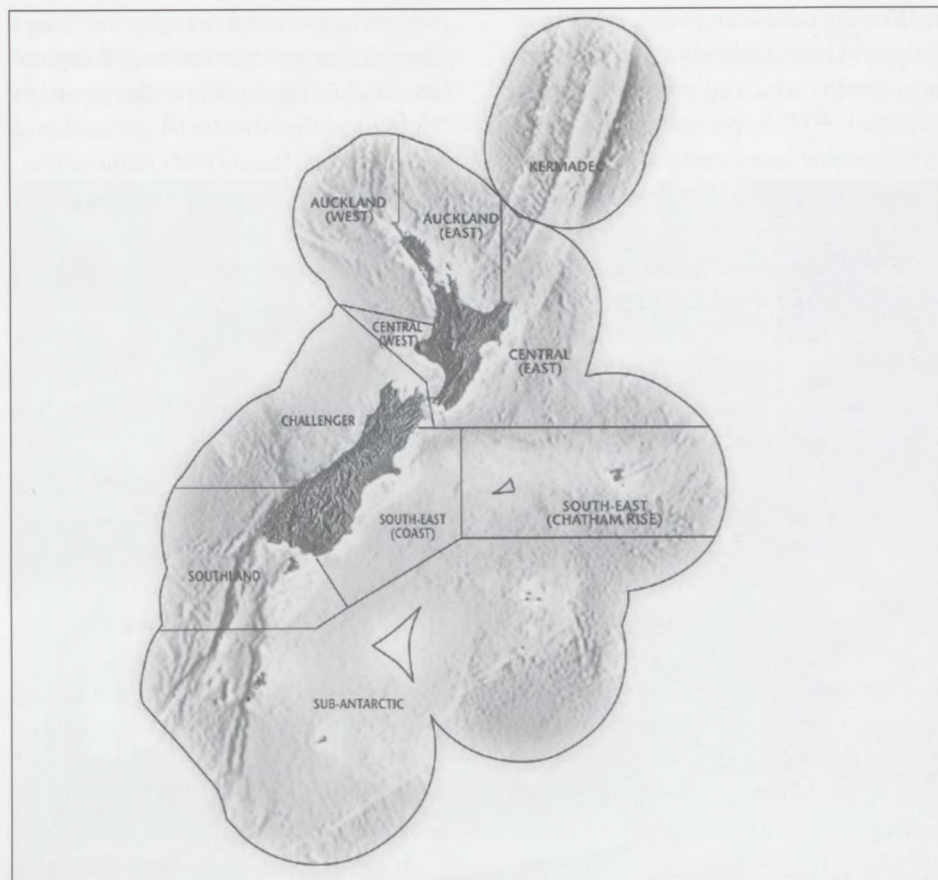 KERMADEC
AUCKLAND
(WEST)
AUCKLAND
(EAST)
CENTRAL
(WEST)
CENTRAL
(EAST)
CHALLENGER
SOUTH-EAST
(COAST)
SOUTH-EAST
(CHATHAM RISE)
SOUTHLAND
SUB-ANTARCTIC